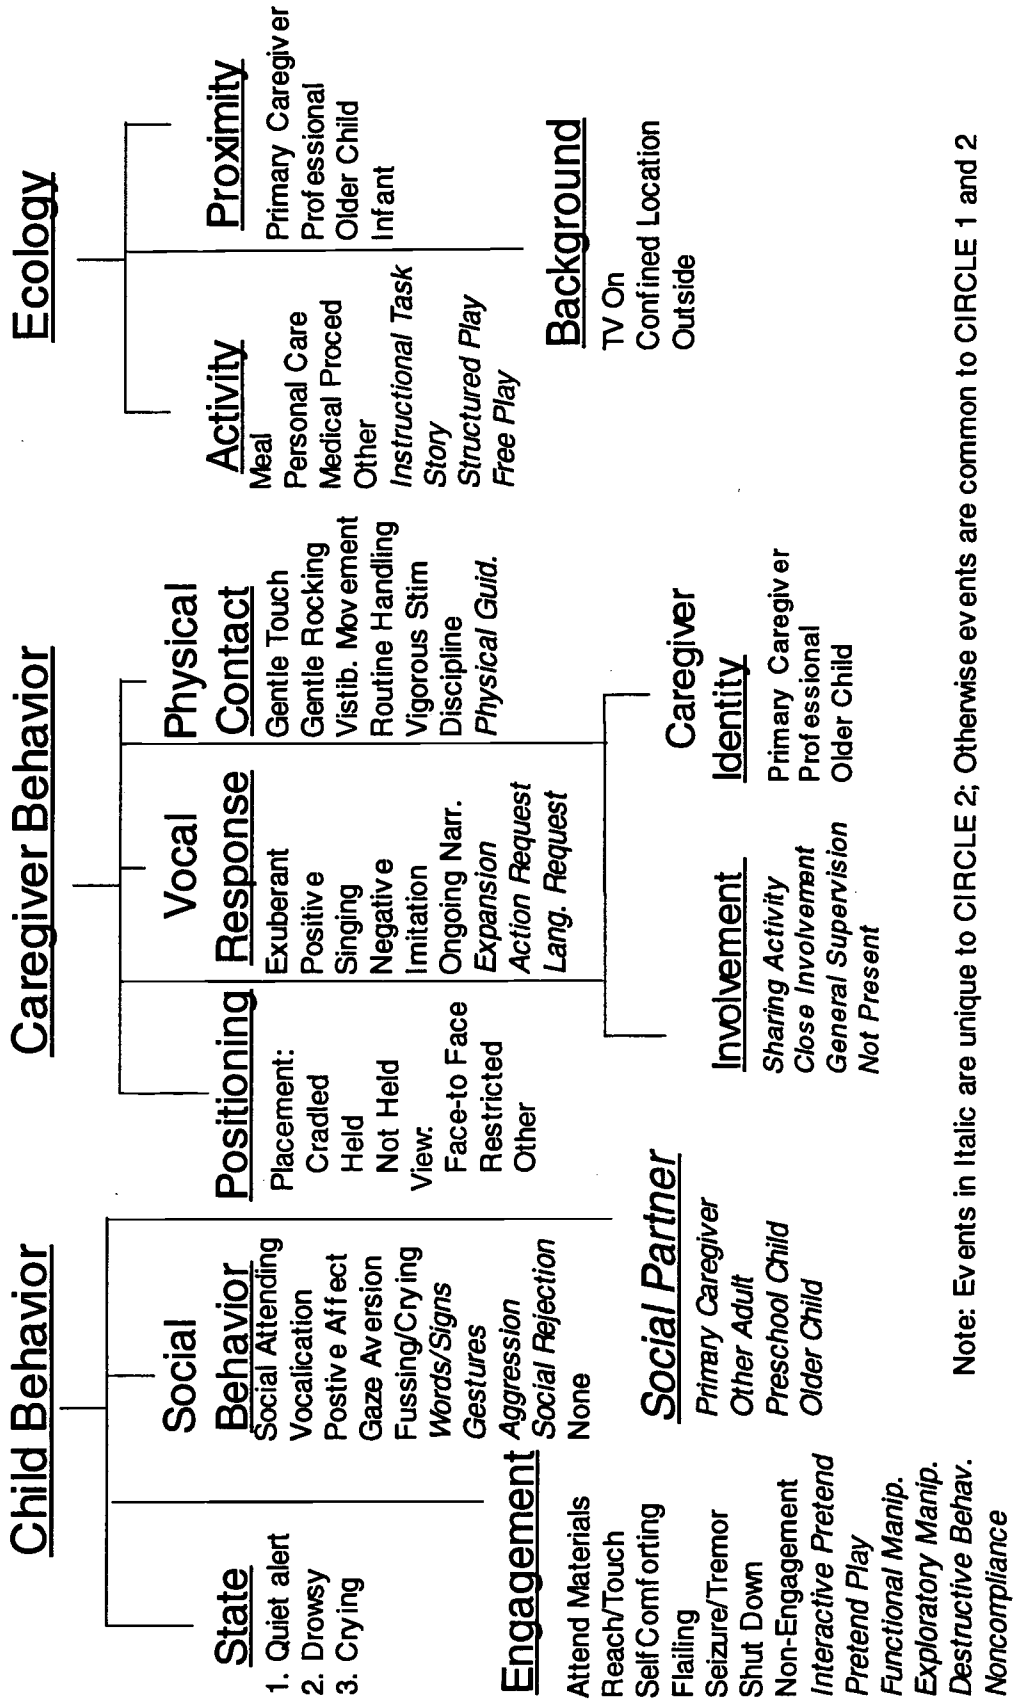 Child Behavior
State
1. Quiet alert
2. Drowsy
3. Crying
Social
Behavior
Social Attending
Vocalication
Postive Affect
Gaze Aversion
Fussing/Crying
Words/Signs
Gestures
Aggression
Social Rejection
None
Engagement
Attend Materials
Reach/Touch
Self Comforting
Flailing
Seizure/Tremor
Shut Down
Non-Engagement
Interactive Pretend
Pretend Play
Functional Manip.
Exploratory Manip.
Destructive Behav.
Noncompliance
Social Partner
Primary Caregiver
Other Adult
Preschool Child
Older Child
Caregiver Behavior
Positioning
Placement:
Cradled
Held
Not Held
View:
Face-to Face
Restricted
Other
Vocal
Response
Exuberant
Positive
Singing
Negative
Imitation
Ongoing Narr.
Expansion
Action Request
Lang. Request
Physical
Contact
Gentle Touch
Gentle Rocking
Vistib. Movement
Routine Handling
Vigorous Stim
Discipline
Physical Guid.
Involvement
Sharing Activity
Close Involvement
General Supervision
Not Present
Caregiver
Identity
Primary Caregiver
Professional
Older Child
Ecology
Activity
Meal
Personal Care
Medical Proced
Other
Instructional Task
Story
Structured Play
Free Play
Proximity
Primary Caregiver
Professional
Older Child
Infant
Background
TV On
Confined Location
Outside
Note: Events in Italic are unique to CIRCLE 2; Otherwise events are common to CIRCLE 1 and 2